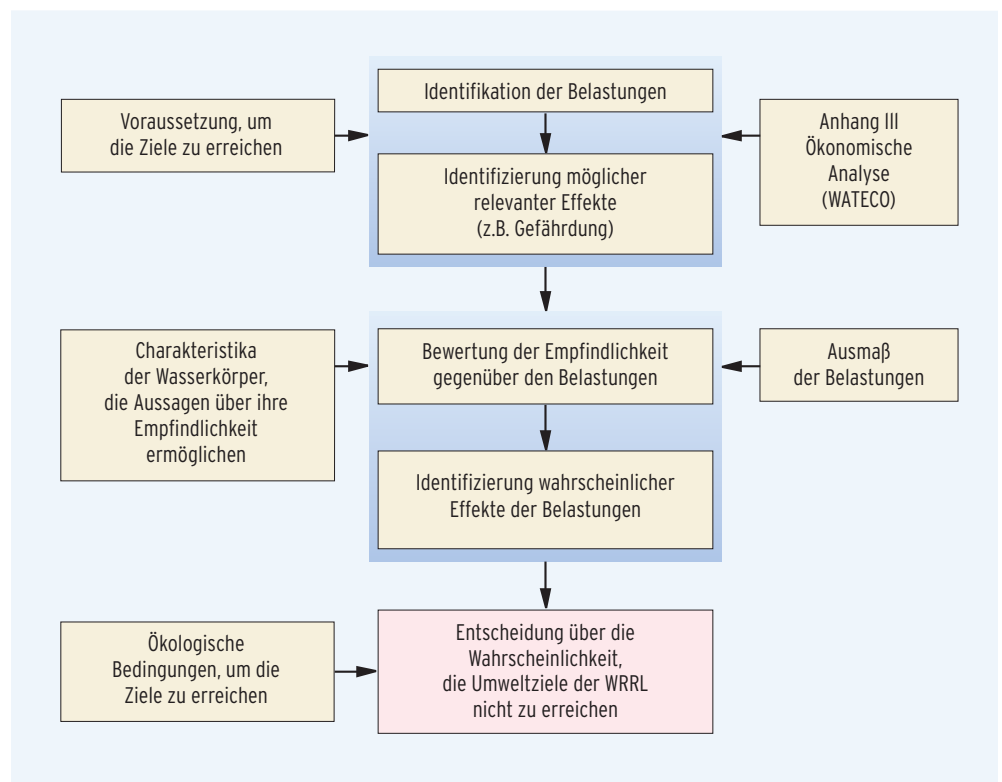 Identifikation der Belastungen
Voraussetzung, um
die Ziele zu erreichen
Anhang III
Ökonomische
Analyse
(WATECO)
Identifizierung möglicher
relevanter Effekte
(z.B. Gefährdung)
Charakteristika
der Wasserkörper,
die Aussagen über ihre
Empfindlichkeit
ermöglichen
Bewertung der Empfindlichkeit
gegenüber den Belastungen
Ausmaß
der Belastungen
Identifizierung wahrscheinlicher
Effekte der Belastungen
Ökologische
Bedingungen, um die
Ziele zu erreichen
Entscheidung über die
Wahrscheinlichkeit,
die Umweltziele der WRRL
nicht zu erreichen